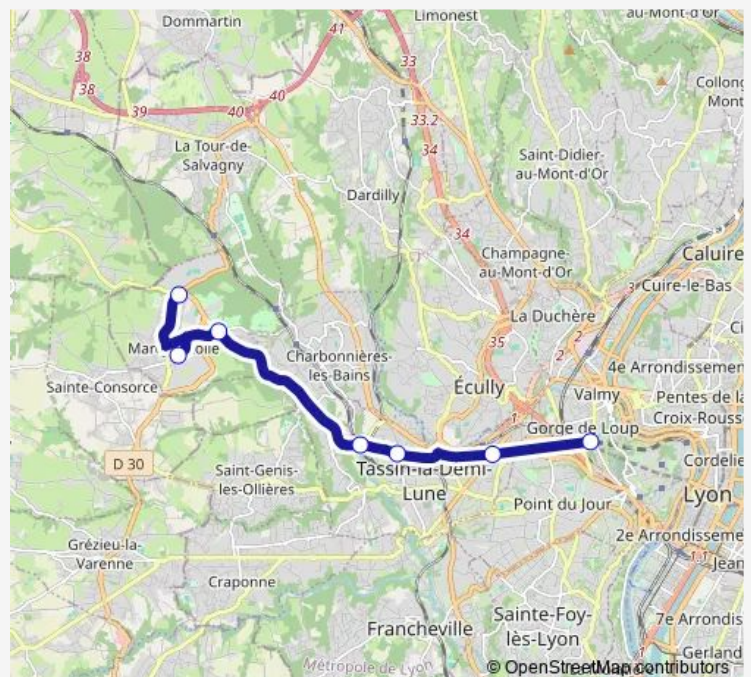 Dommartin
Limonest
au-Mont-d'Or
41
38
33
38
40
39
40
Collong
Mont
33.2
La Tour-de-
Salvagny
34
Saint-Didier-
au-Mont-d'Or
Dardilly
34
Champagne-
au-Mont-d'Or
Caluire
3
Cuire-le-Bas
La Duchère
2
35
2
Charbonnières-
les-Bains
4e Arrondissemen
Sainte-Consorce
Écully
Valmy
Pentes de la
Croix-Rouss
1
Gorge de Loup
D 30
Saint-Genis-
les-Ollières
Tassin-la-Demi-
Lune
Cordelie
Point du Jour
Lyon
2e Arrondisseme
Grézieu-la-
Varenne
1.1
Jean
Craponne
Francheville
Sainte-Foy-
lès-Lyon
7e Arrondis
Gerland
Métropole de Lyon
1
© OpenStreetMap contributors